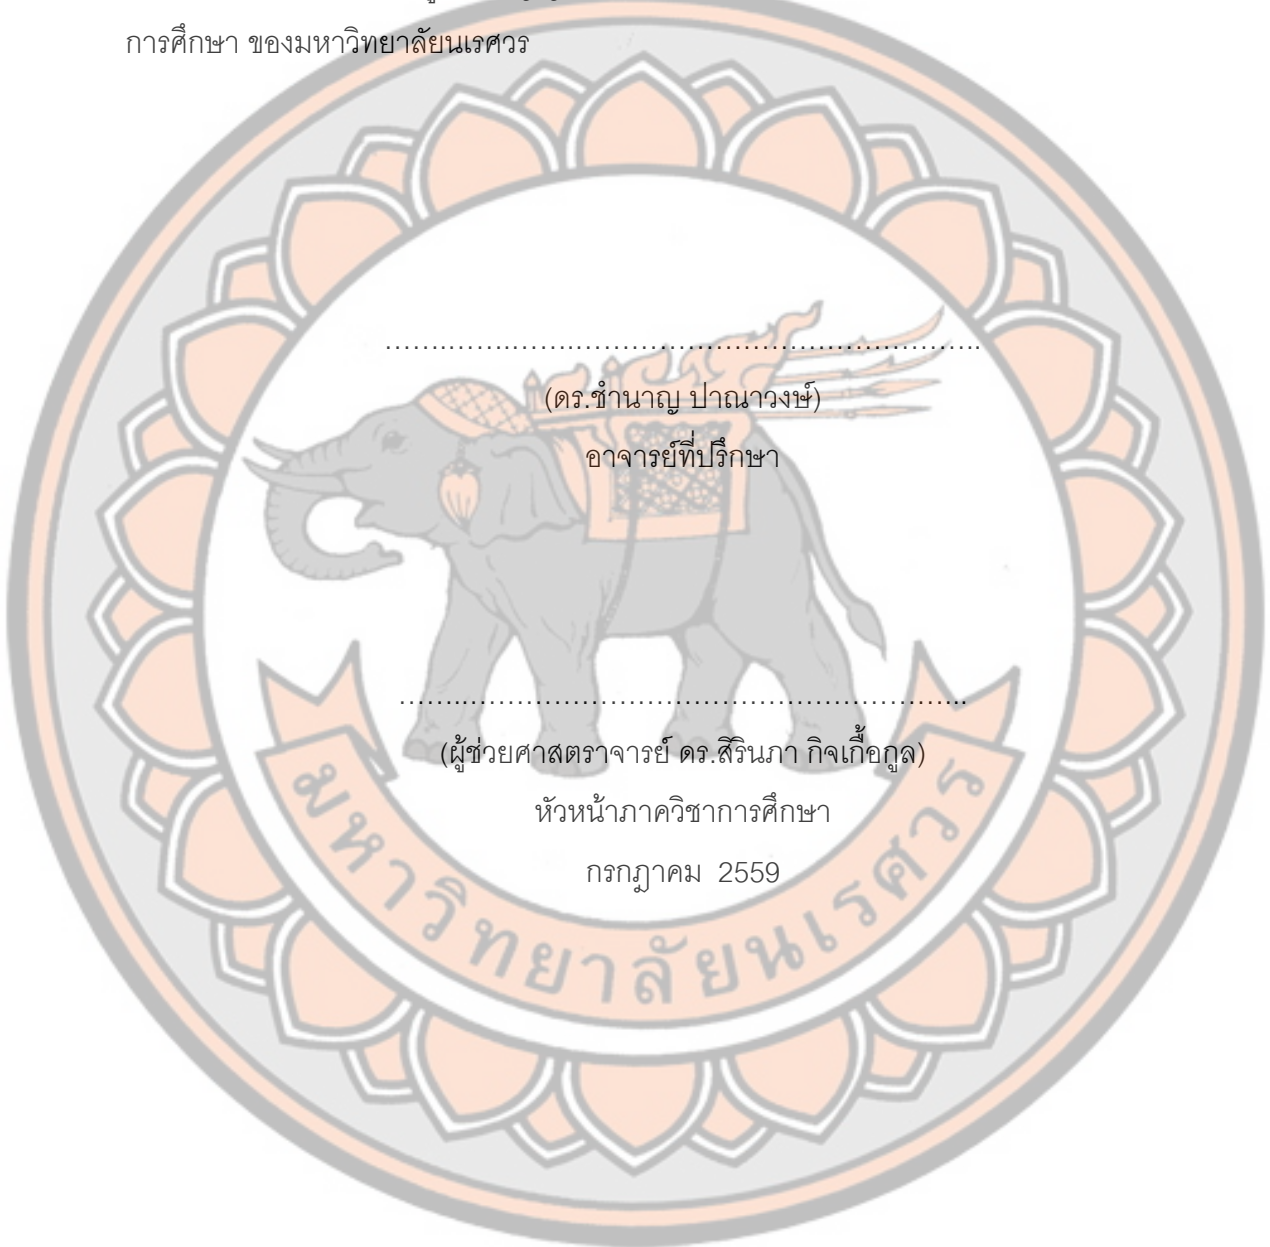 การศึกษา ของมหาวิทยาลัยนเรศวร
……..…….…….…………..…………………………..
(ดร.ชำนาญ ปาณาวงษ์)
อาจารย์ที่ปรึกษา
……...…….…………………………………………...
(ผู้ช่วยศาสตราจารย์ ดร.สิรินภา กิจเกื้อกูล)
หัวหน้าภาควิชาการศึกษา
กรกฎาคม 2559
มหาวิทยาลัยนเรศวร